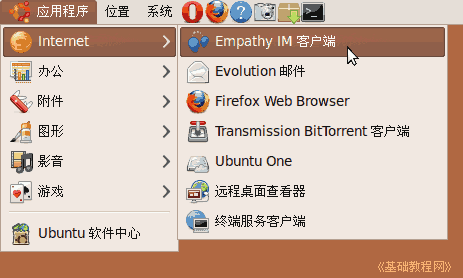 应用程序 位置 系统
Internet
办公
附件
图形
影音
游戏
Ubuntu 软件中心
Empathy IM 客户端
Evolution 邮件
Firefox Web Browser
Transmission BitTorrent 客户端
Ubuntu One
远程桌面查看器
终端服务客户端
《基础教程网》